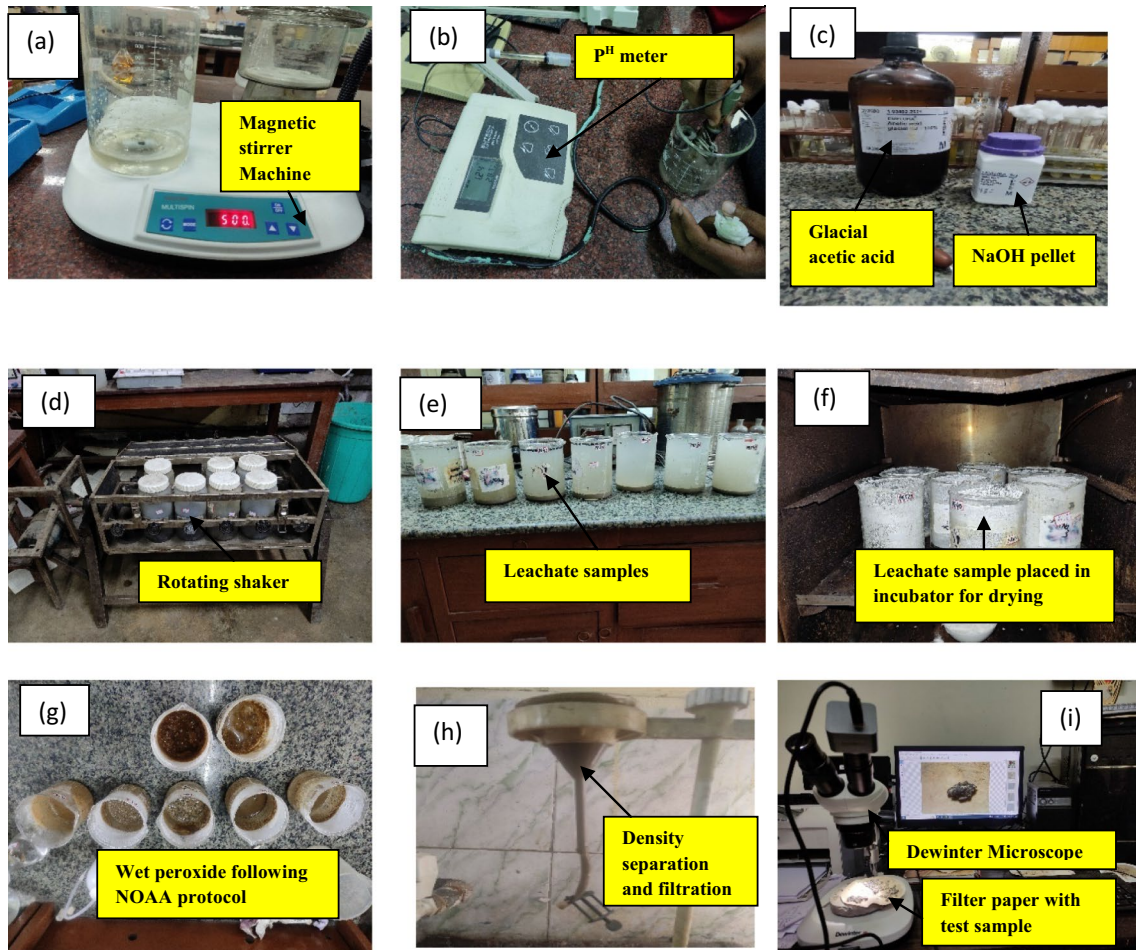 (a)
Magnetic
stirrer
Machine
MULTISPIN
500.
(b)
Pᴴ meter
(c)
Glacial
acetic acid
NaOH pellet
(d)
Rotating shaker
(e)
Leachate samples
(f)
Leachate sample placed in
incubator for drying
(g)
Wet peroxide following
NOAA protocol
(h)
Density
separation
and filtration
(i)
Dewinter Microscope
Filter paper with
test sample
Dewinter